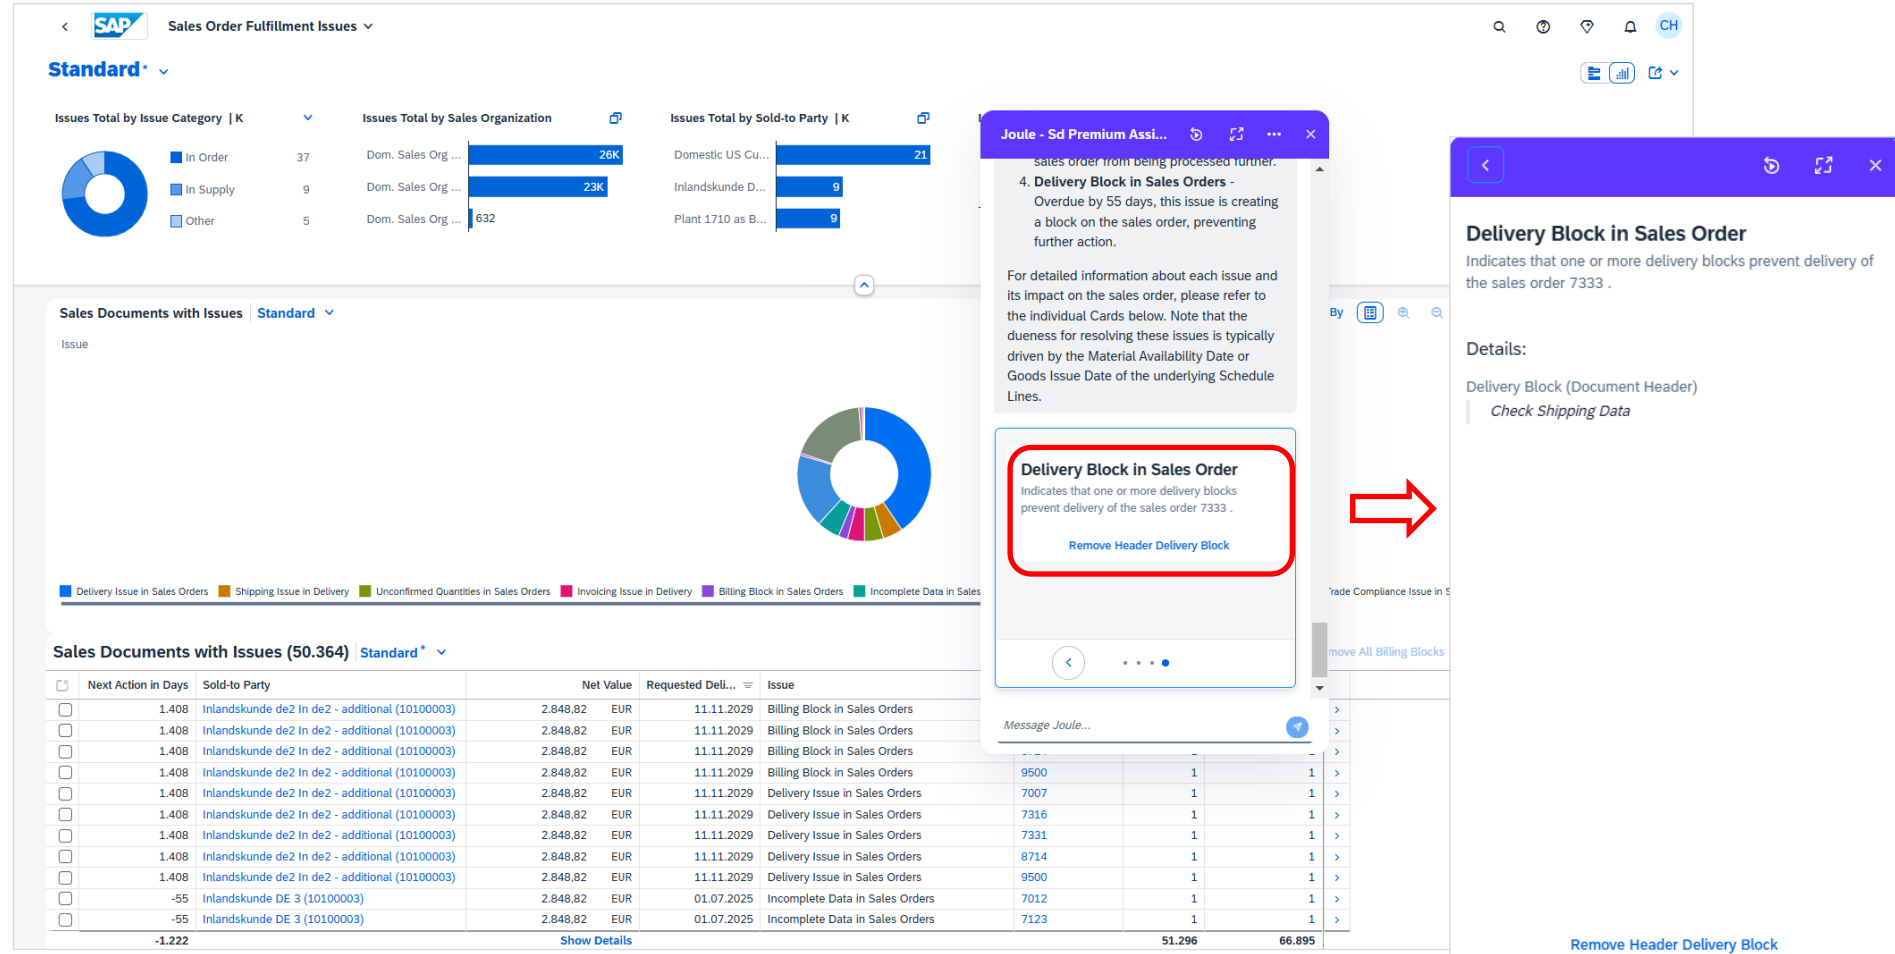 SAP
Sales Order Fulfillment Issues
CH
Standard *
Issues Total by Issue Category | K
In Order 37
In Supply 9
Other 5
Issues Total by Sales Organization
Dom. Sales Org ... 26K
Dom. Sales Org ... 23K
Dom. Sales Org ... 632
Issues Total by Sold-to Party | K
Domestic US Cu... 21
Inlandskunde D... 9
Plant 1710 as B... 9
Sales Documents with Issues Standard
By
Issue
Delivery Issue in Sales Orders Shipping Issue in Delivery Unconfirmed Quantities in Sales Orders Invoicing Issue in Delivery Billing Block in Sales Orders Incomplete Data in Sales
Trade Compliance Issue in S
Sales Documents with Issues (50.364) Standard *
move All Billing Blocks
Next Action in Days Sold-to Party Net Value Requested Deli... Issue
1.408 Inlandskunde de2 In de2 - additional (10100003) 2.848,82 EUR 11.11.2029 Billing Block in Sales Orders
1.408 Inlandskunde de2 In de2 - additional (10100003) 2.848,82 EUR 11.11.2029 Billing Block in Sales Orders
1.408 Inlandskunde de2 In de2 - additional (10100003) 2.848,82 EUR 11.11.2029 Billing Block in Sales Orders
1.408 Inlandskunde de2 In de2 - additional (10100003) 2.848,82 EUR 11.11.2029 Billing Block in Sales Orders 9500 1 1
1.408 Inlandskunde de2 In de2 - additional (10100003) 2.848,82 EUR 11.11.2029 Delivery Issue in Sales Orders 7007 1 1
1.408 Inlandskunde de2 In de2 - additional (10100003) 2.848,82 EUR 11.11.2029 Delivery Issue in Sales Orders 7316 1 1
1.408 Inlandskunde de2 In de2 - additional (10100003) 2.848,82 EUR 11.11.2029 Delivery Issue in Sales Orders 7331 1 1
1.408 Inlandskunde de2 In de2 - additional (10100003) 2.848,82 EUR 11.11.2029 Delivery Issue in Sales Orders 8714 1 1
1.408 Inlandskunde de2 In de2 - additional (10100003) 2.848,82 EUR 11.11.2029 Delivery Issue in Sales Orders 9500 1 1
-55 Inlandskunde DE 3 (10100003) 2.848,82 EUR 01.07.2025 Incomplete Data in Sales Orders 7012 1 1
-55 Inlandskunde DE 3 (10100003) 2.848,82 EUR 01.07.2025 Incomplete Data in Sales Orders 7123 1 1
-1.222 Show Details 51.296 66.895
Joule - Sd Premium Assi...
sales order from being processed further.
4. Delivery Block in Sales Orders -
Overdue by 55 days, this issue is creating
a block on the sales order, preventing
further action.
For detailed information about each issue and
its impact on the sales order, please refer to
the individual Cards below. Note that the
dueness for resolving these issues is typically
driven by the Material Availability Date or
Goods Issue Date of the underlying Schedule
Lines.
Delivery Block in Sales Order
Indicates that one or more delivery blocks
prevent delivery of the sales order 7333 .
Remove Header Delivery Block
Message Joule...
Delivery Block in Sales Order
Indicates that one or more delivery blocks prevent delivery of
the sales order 7333 .
Details:
Delivery Block (Document Header)
Check Shipping Data
Remove Header Delivery Block